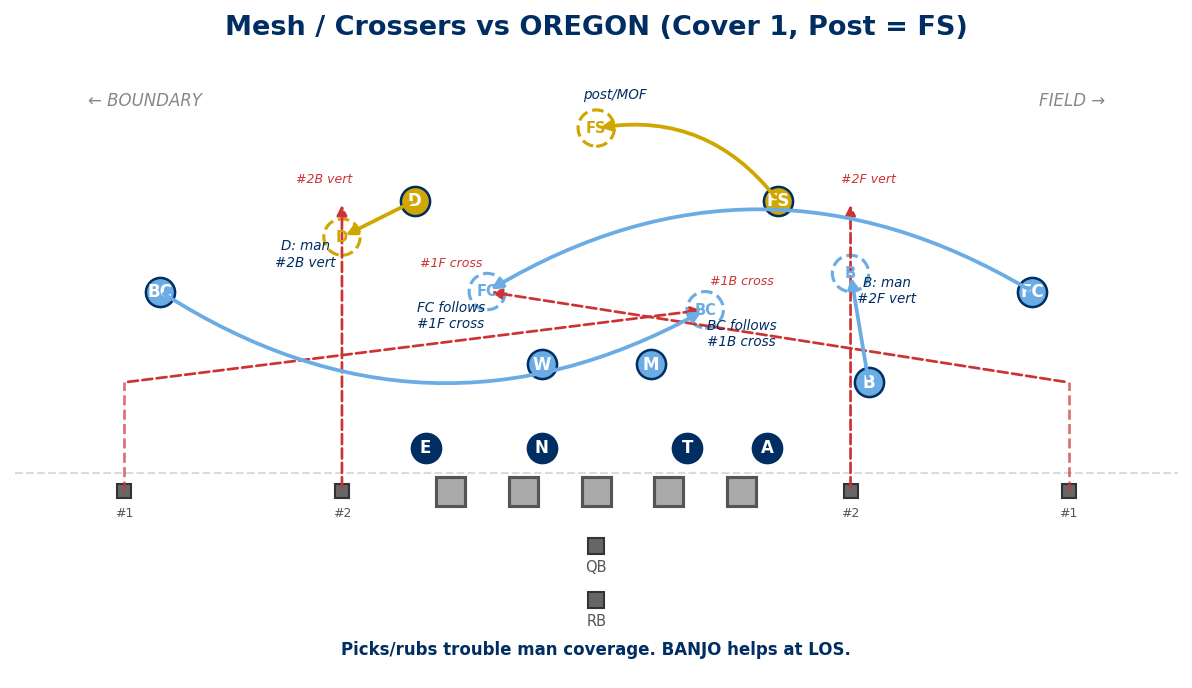 Mesh / Crossers vs OREGON (Cover 1, Post = FS)
← BOUNDARY
post/MOF
FIELD →
FS
#2B vert
#2F vert
D
FS
D
D: man
#2B vert
#1F cross
#1B cross
B
B: man
#2F vert
BC
FC
FC
FC follows
#1F cross
BC
BC follows
#1B cross
W
M
B
E
N
T
A
#1
#2
#2
#1
QB
RB
Picks/rubs trouble man coverage. BANJO helps at LOS.